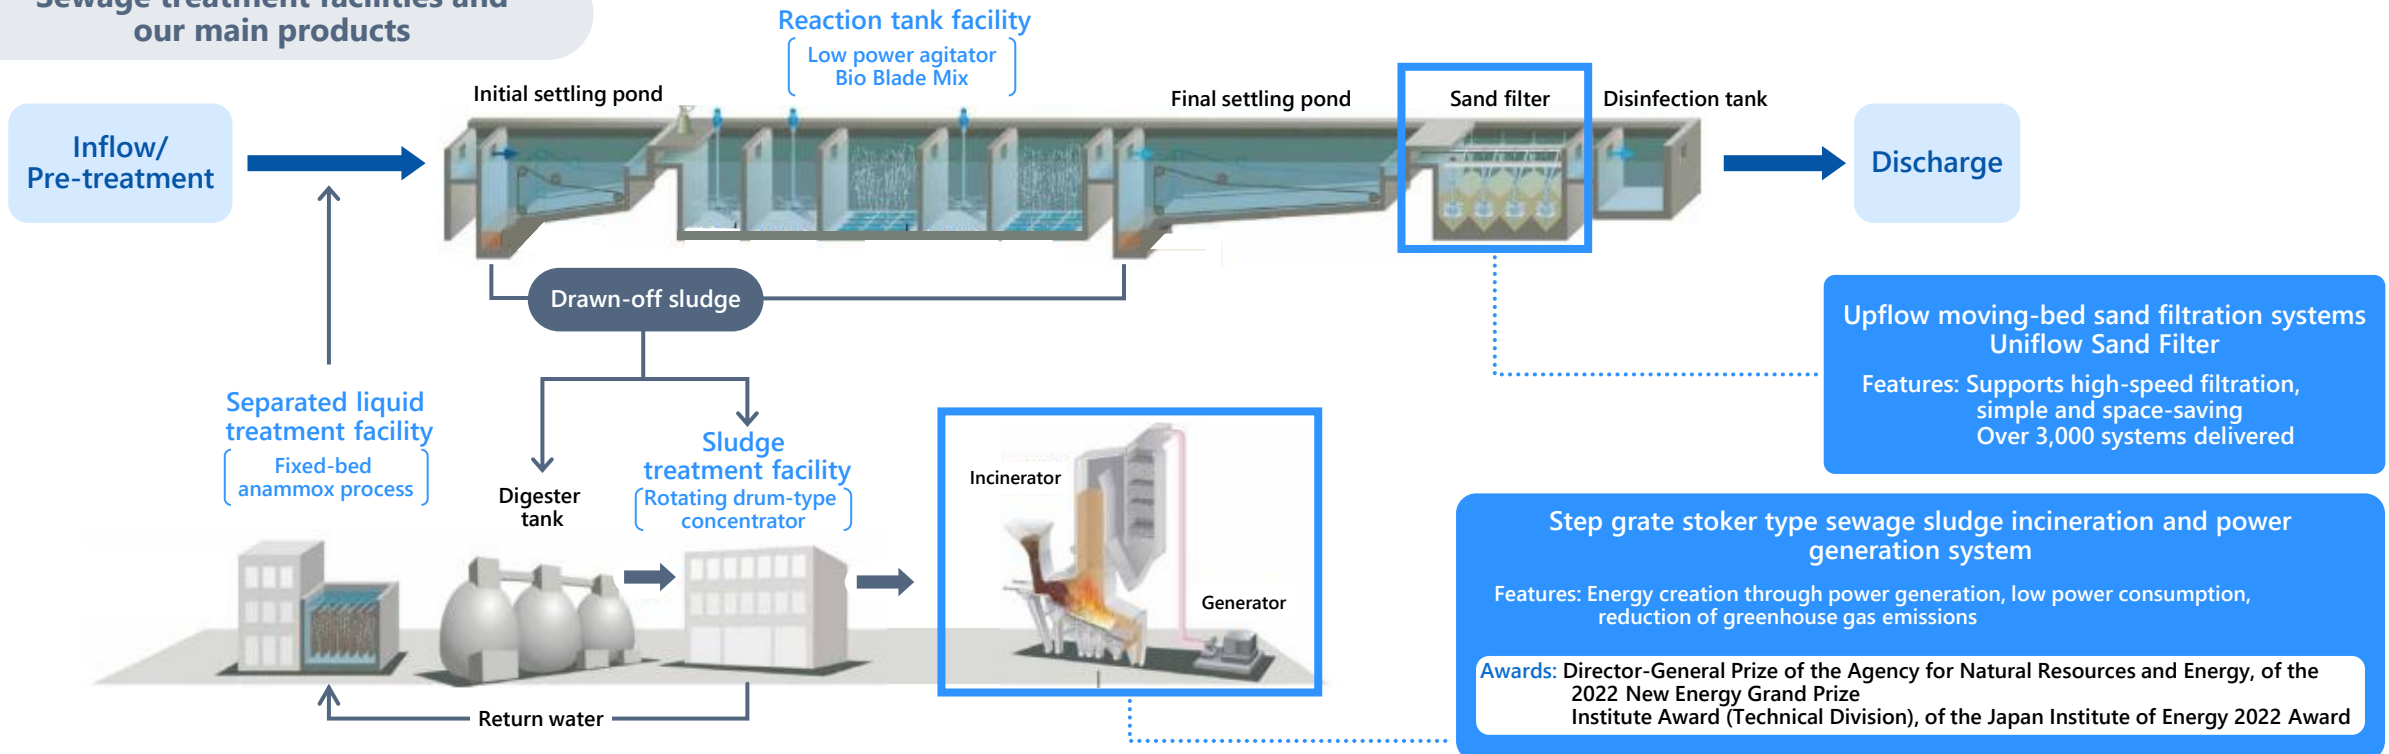 Sewage treatment facilities and
our main products
Reaction tank facility
Low power agitator
Bio Blade Mix
Initial settling pond
Final settling pond
Sand filter
Disinfection tank
Inflow/
Pre-treatment
Discharge
Drawn-off sludge
Upflow moving-bed sand filtration systems
Uniflow Sand Filter
Features: Supports high-speed filtration,
simple and space-saving
Over 3,000 systems delivered
Separated liquid
treatment facility
Fixed-bed
anammox process
Digester
tank
Sludge
treatment facility
Rotating drum-type
concentrator
Incinerator
Generator
Return water
Step grate stoker type sewage sludge incineration and power
generation system
Features: Energy creation through power generation, low power consumption,
reduction of greenhouse gas emissions
Awards: Director-General Prize of the Agency for Natural Resources and Energy, of the
2022 New Energy Grand Prize
Institute Award (Technical Division), of the Japan Institute of Energy 2022 Award